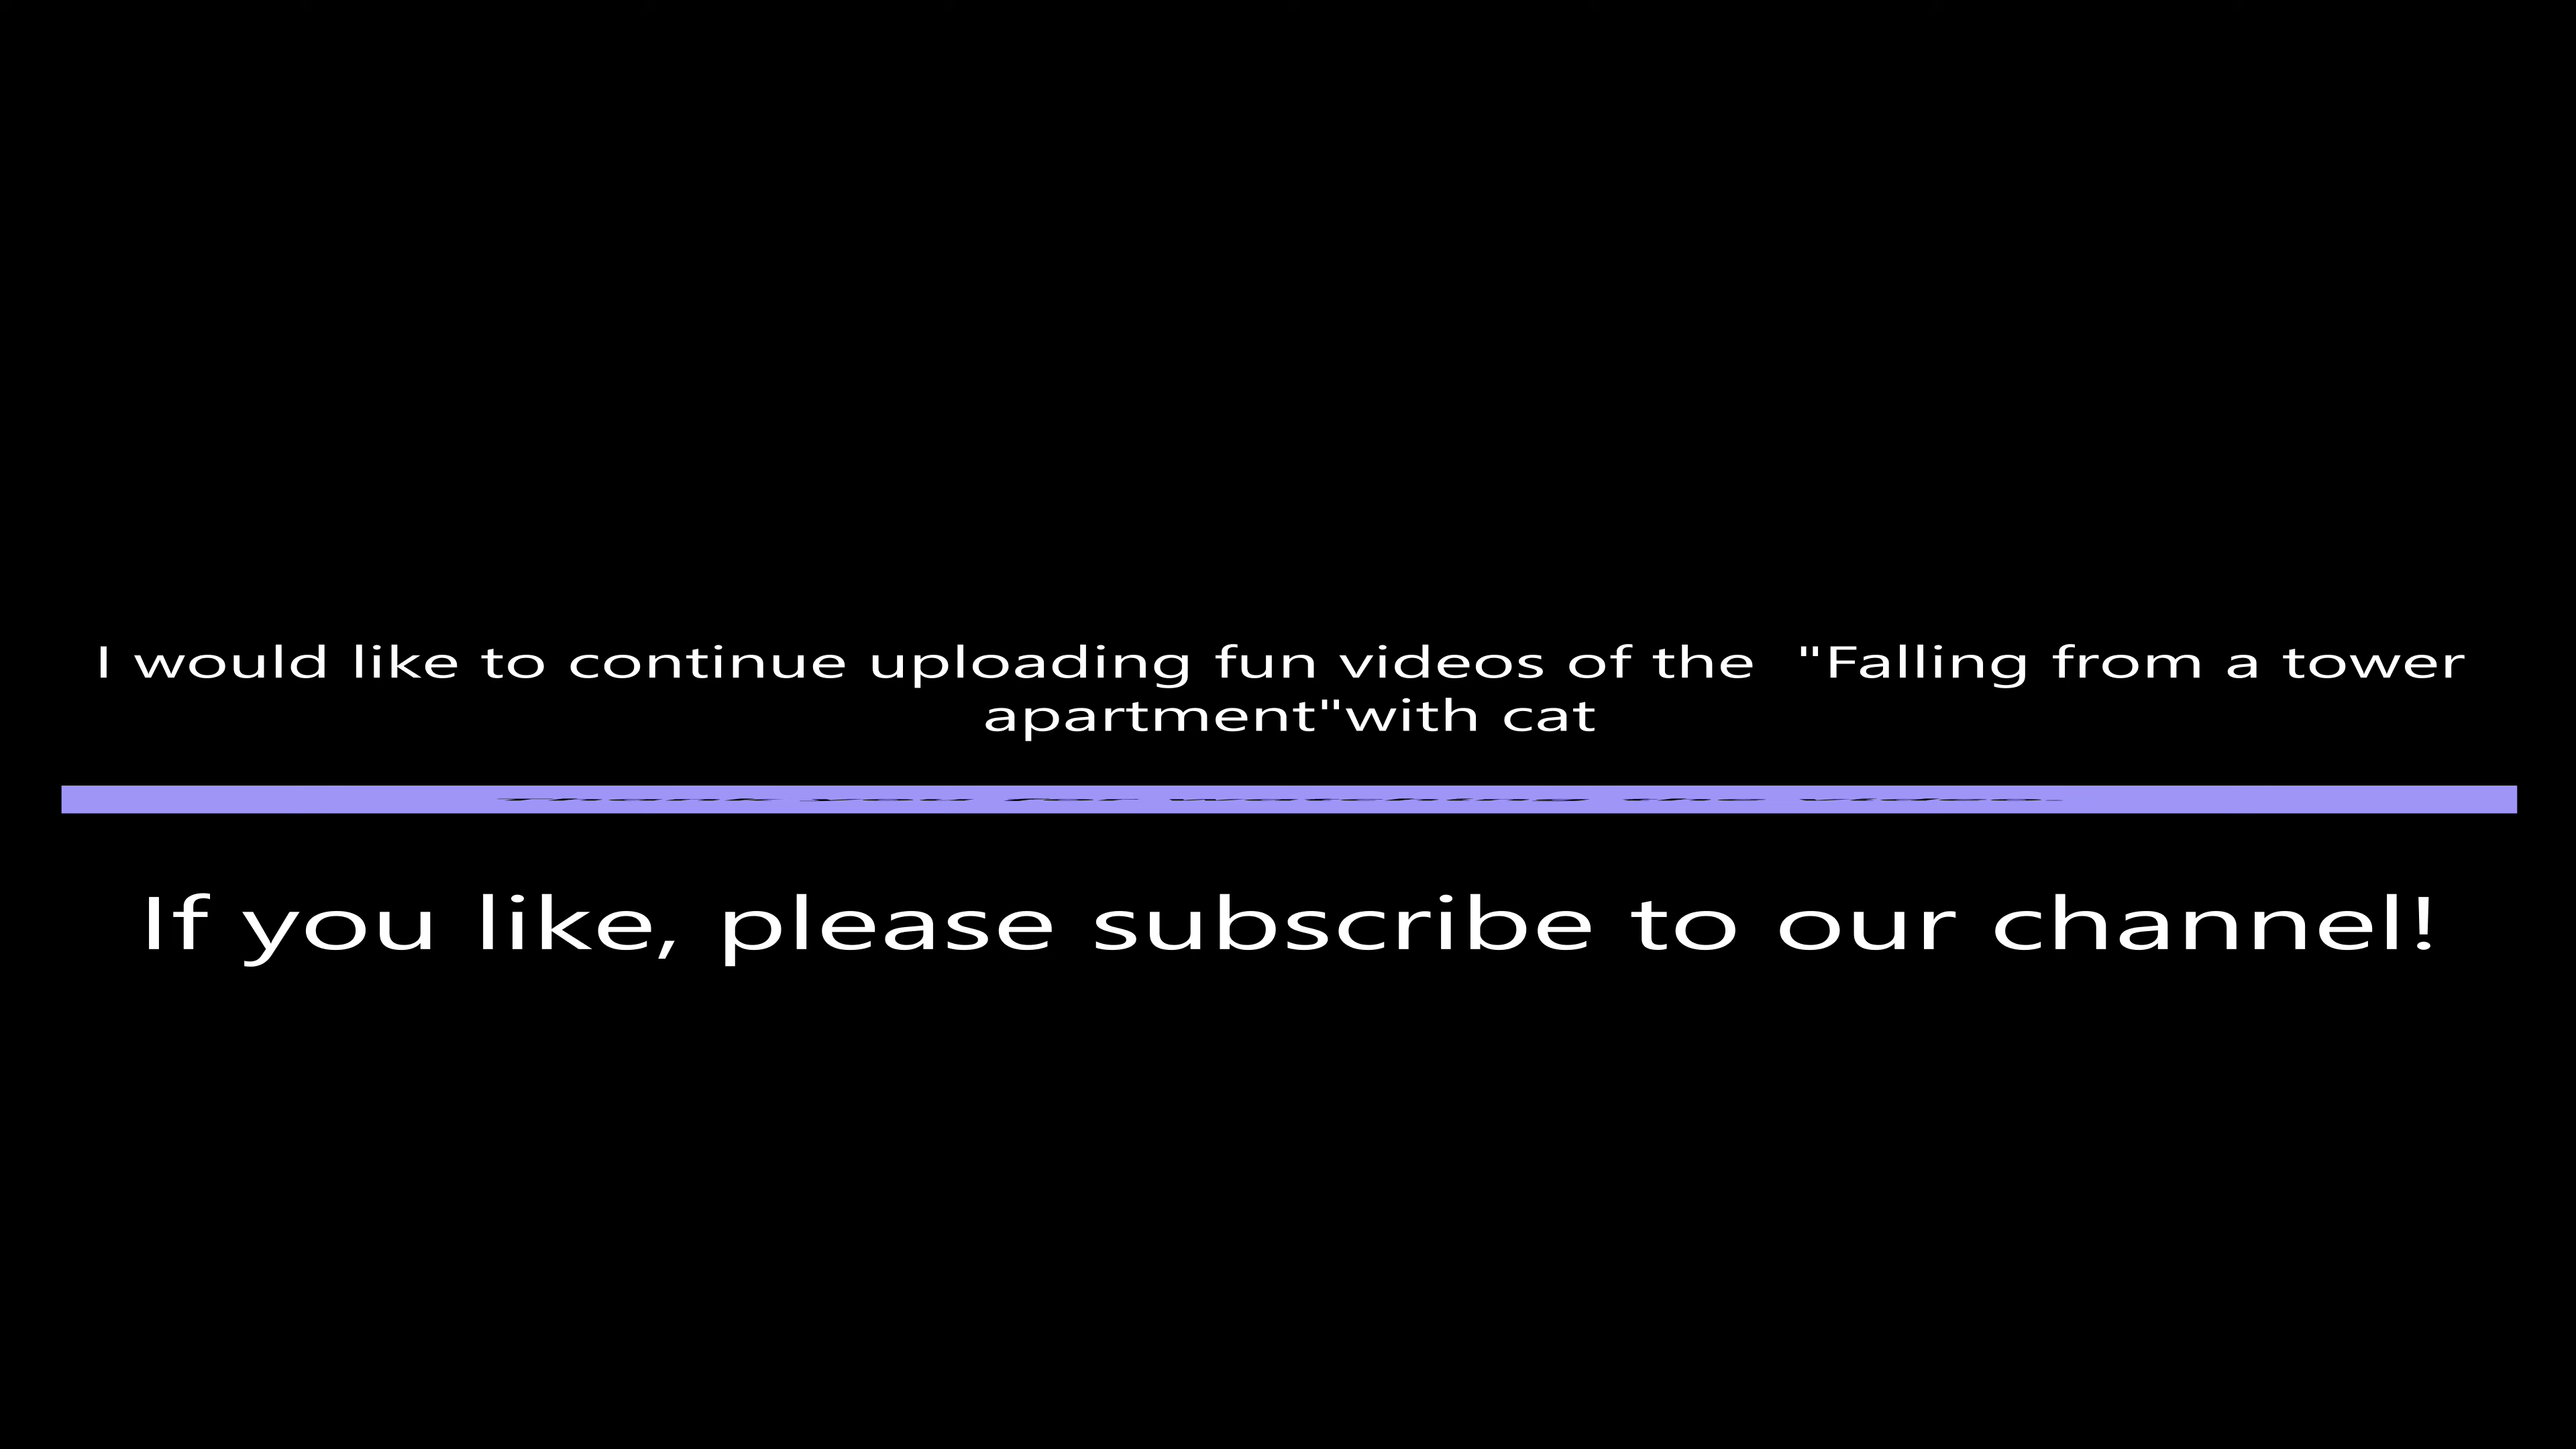 I would like to continue uploading fun videos of the  "Falling from a tower
apartment"with cat
If you like, please subscribe to our channel!